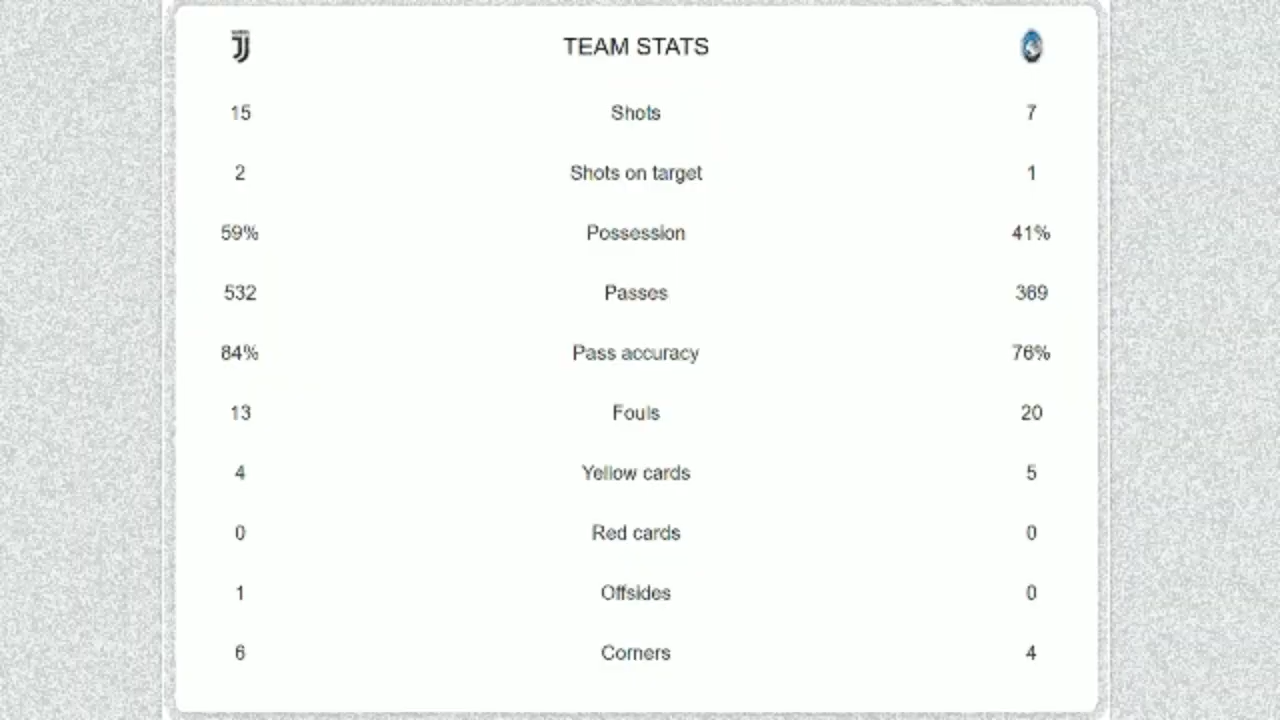 TEAM STATS
15 Shots 7
2 Shots on target 1
59% Possession 41%
532 Passes 369
84% Pass accuracy 76%
13 Fouls 20
4 Yellow cards 5
0 Red cards 0
1 Offsides 0
6 Corners 4